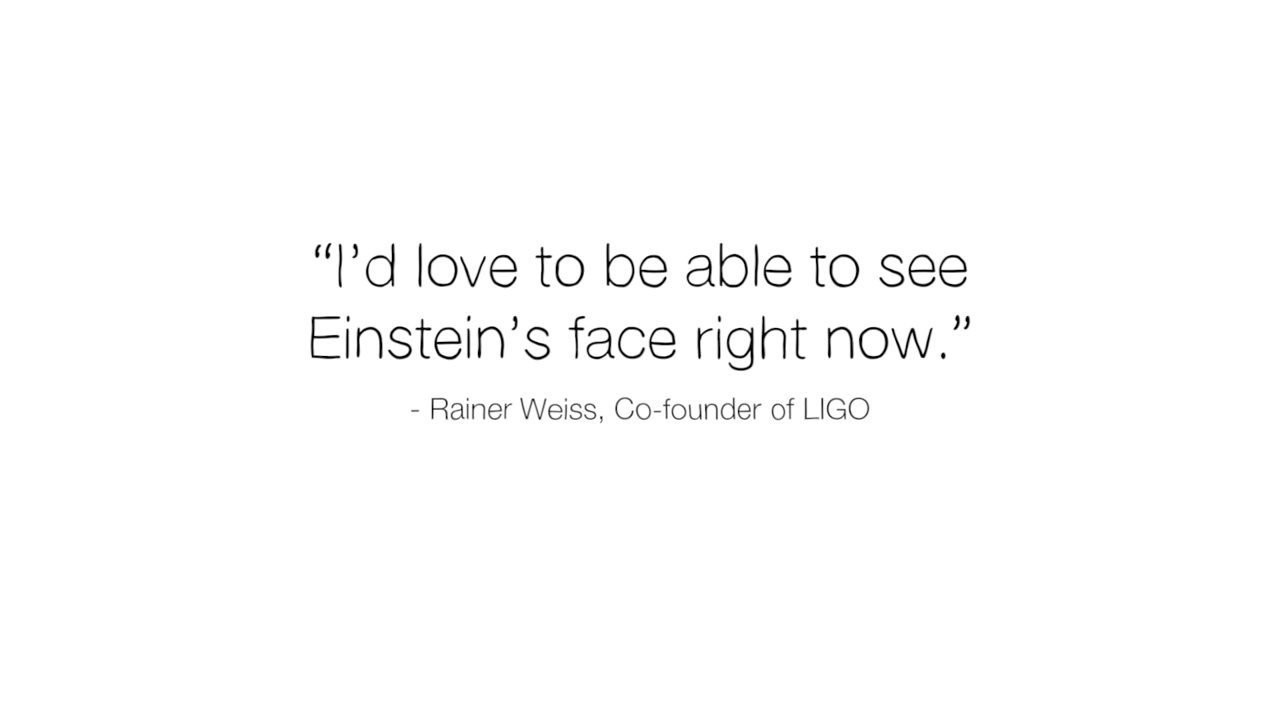 “I’d love to be able to see
Einstein’s face right now.”
- Rainer Weiss, Co-founder of LIGO